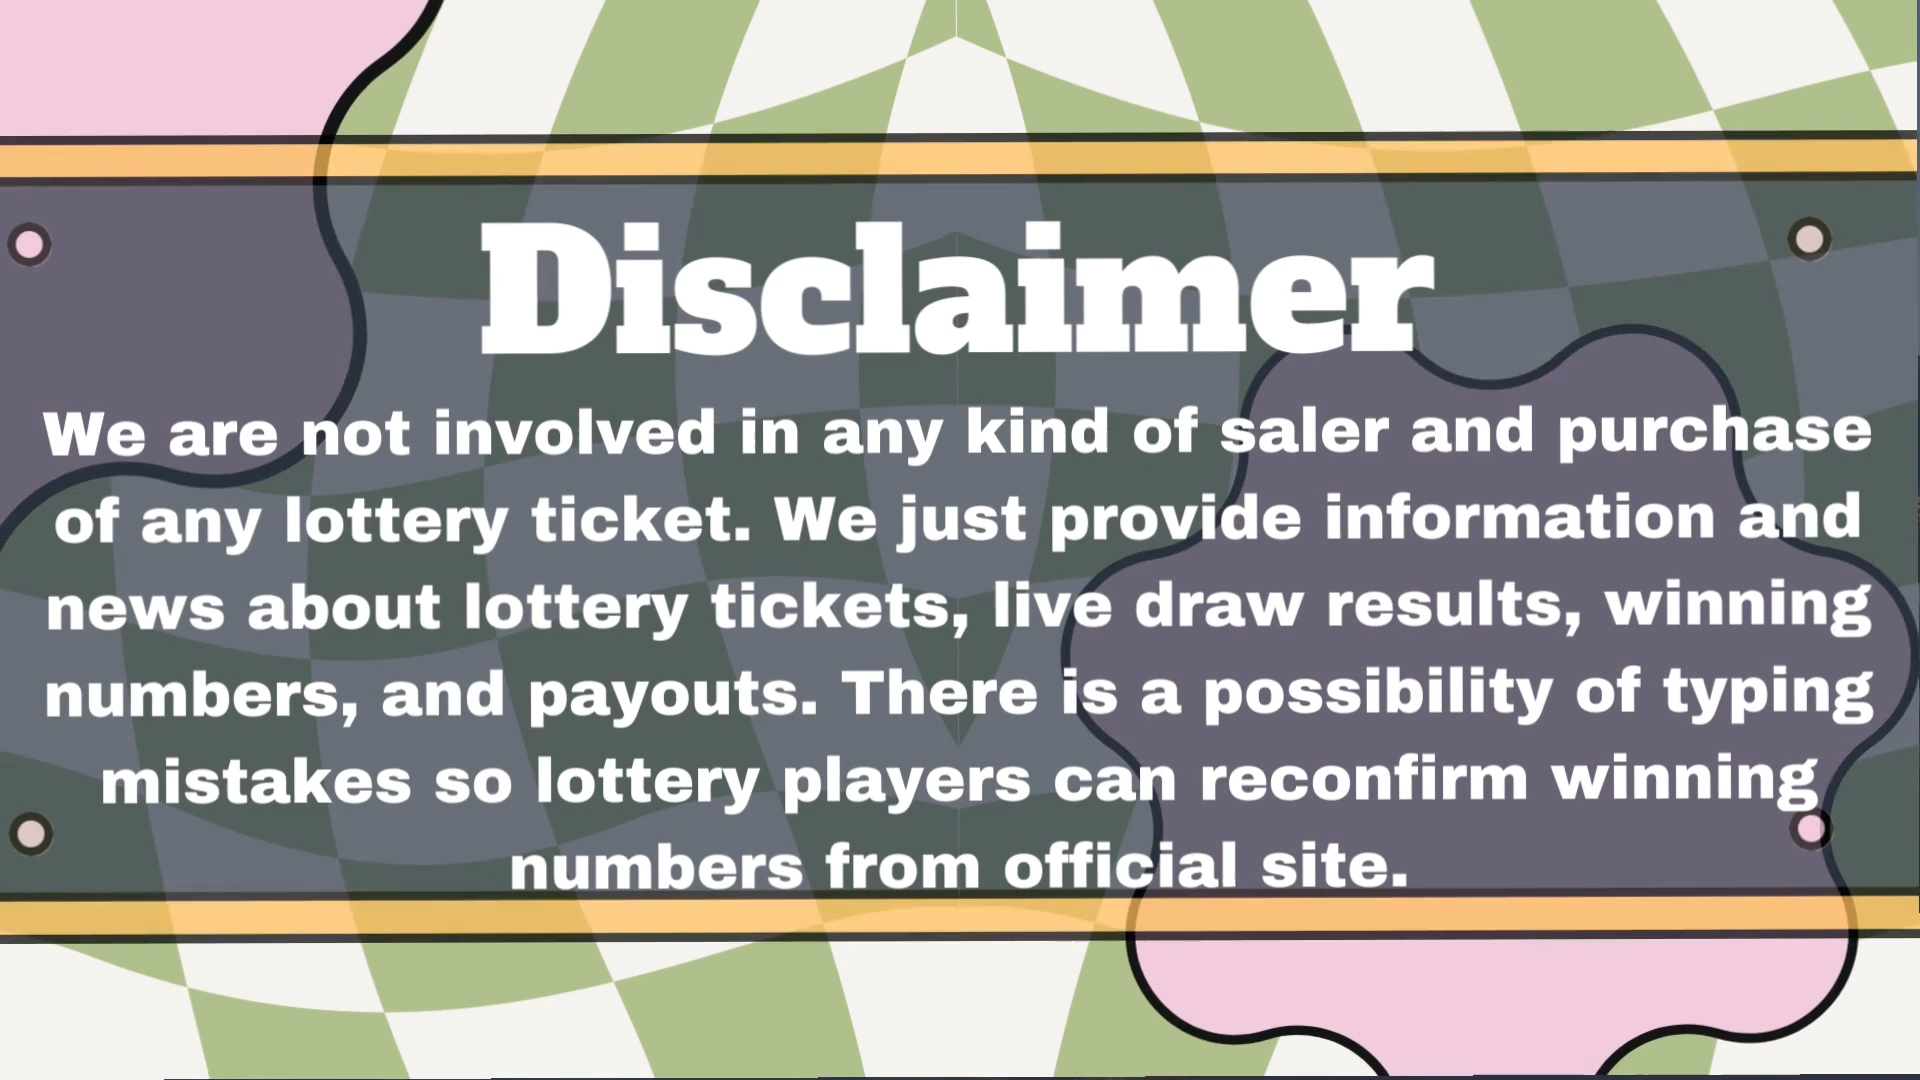 Disclaimer
We are not involved in any kind of saler and purchase
of any lottery ticket. We just provide information and
news about lottery tickets, live draw results, winning
numbers, and payouts. There is a possibility of typing
mistakes so lottery players can reconfirm winning
numbers from official site.